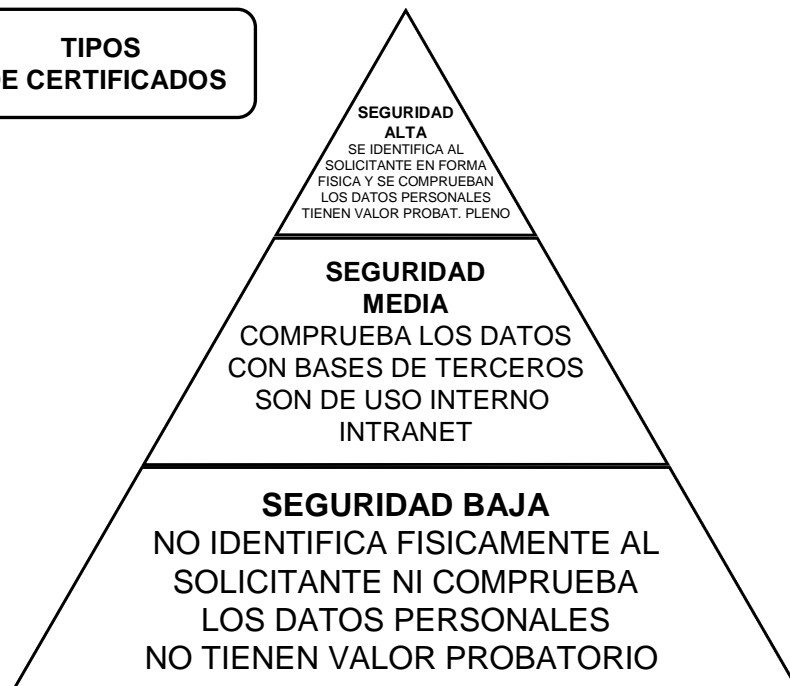 TIPOS
E CERTIFICADOS
SEGURIDAD
ALTA
SE IDENTIFICA AL
SOLICITANTE EN FORMA
FISICA Y SE COMPRUEBAN
LOS DATOS PERSONALES
TIENEN VALOR PROBAT. PLENO
SEGURIDAD
MEDIA
COMPRUEBA LOS DATOS
CON BASES DE TERCEROS
SON DE USO INTERNO
INTRANET
SEGURIDAD BAJA
NO IDENTIFICA FISICAMENTE AL
SOLICITANTE NI COMPRUEBA
LOS DATOS PERSONALES
NO TIENEN VALOR PROBATORIO